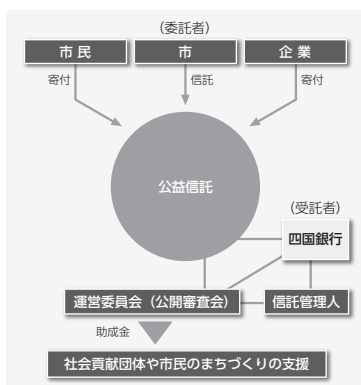 (委託者)
市民 市 企業
寄付 信託 寄付
公益信託
(受託者)
四国銀行
運営委員会（公開審査会） 信託管理人
助成金
社会貢献団体や市民のまちづくりの支援